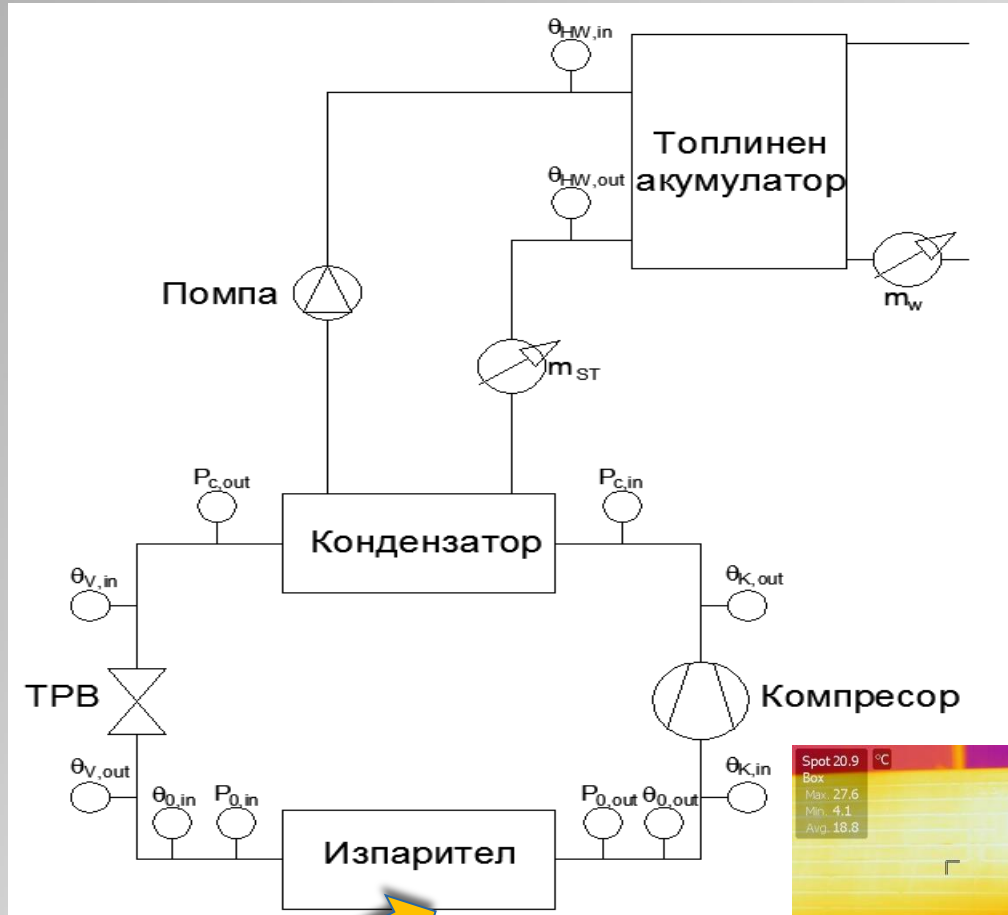 θHW,in
Топлинен
акумулатор
θHW,out
Помпа
mw
mST
Pc,out
Pc,in
Кондензатор
θV,in
θK,out
ТРВ
Компресор
θV,out
θ0,in
P0,in
P0,out
θ0,out
θK,in
Изпарител
Spot 20.9 °C
Box
Max. 27.6
Min. 4.1
Avg. 18.8